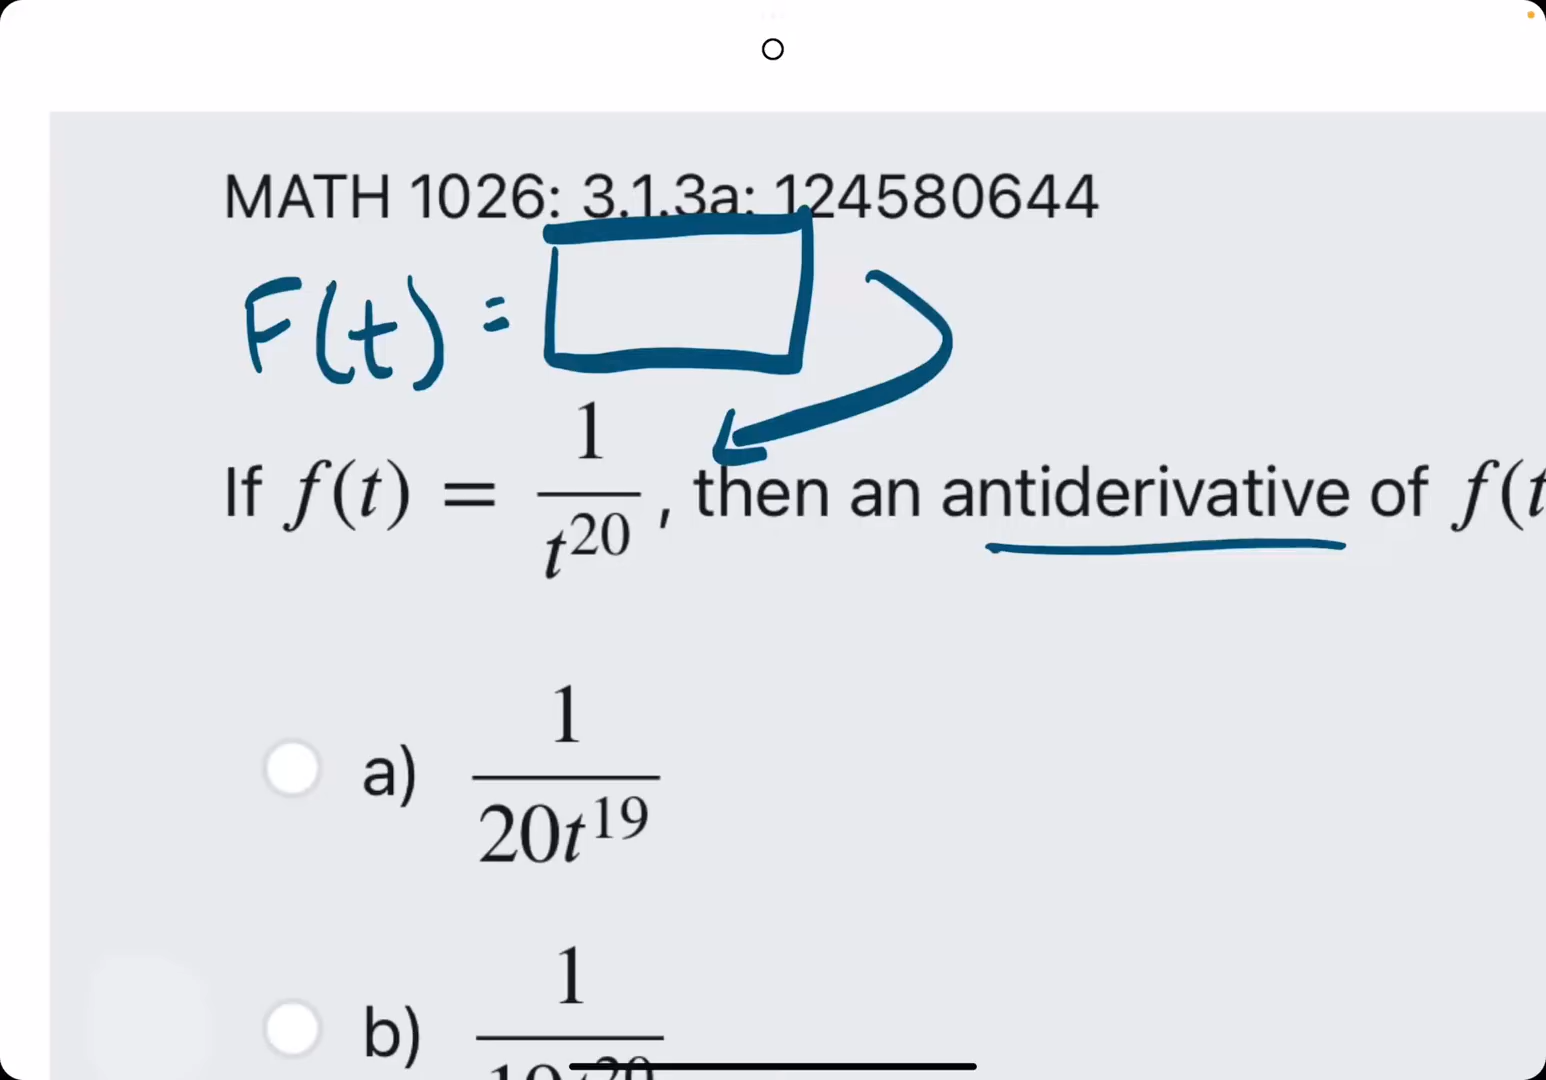 MATH 1026: 3.1.3a: 124580644
F(t) =
If f(t) = 1/t^20, then an antiderivative of f(t
a) 1/(20t^19)
b) 1/